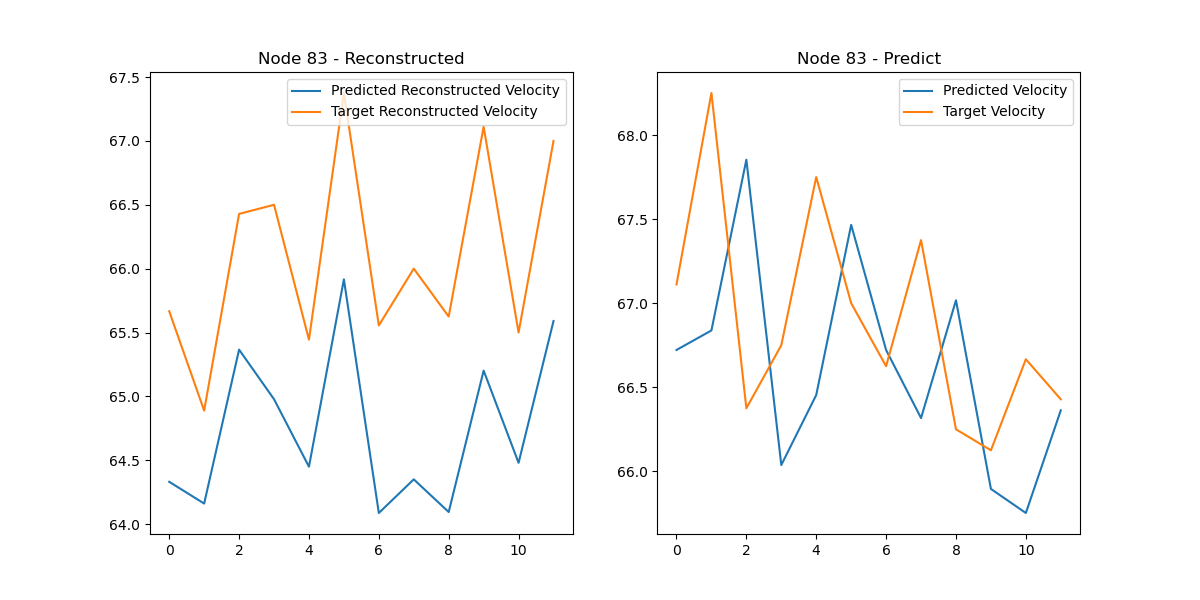 Node 83 - Reconstructed
Predicted Reconstructed Velocity
Target Reconstructed Velocity
67.5
67.0
66.5
66.0
65.5
65.0
64.5
64.0
0 2 4 6 8 10
Node 83 - Predict
Predicted Velocity
Target Velocity
68.0
67.5
67.0
66.5
66.0
0 2 4 6 8 10